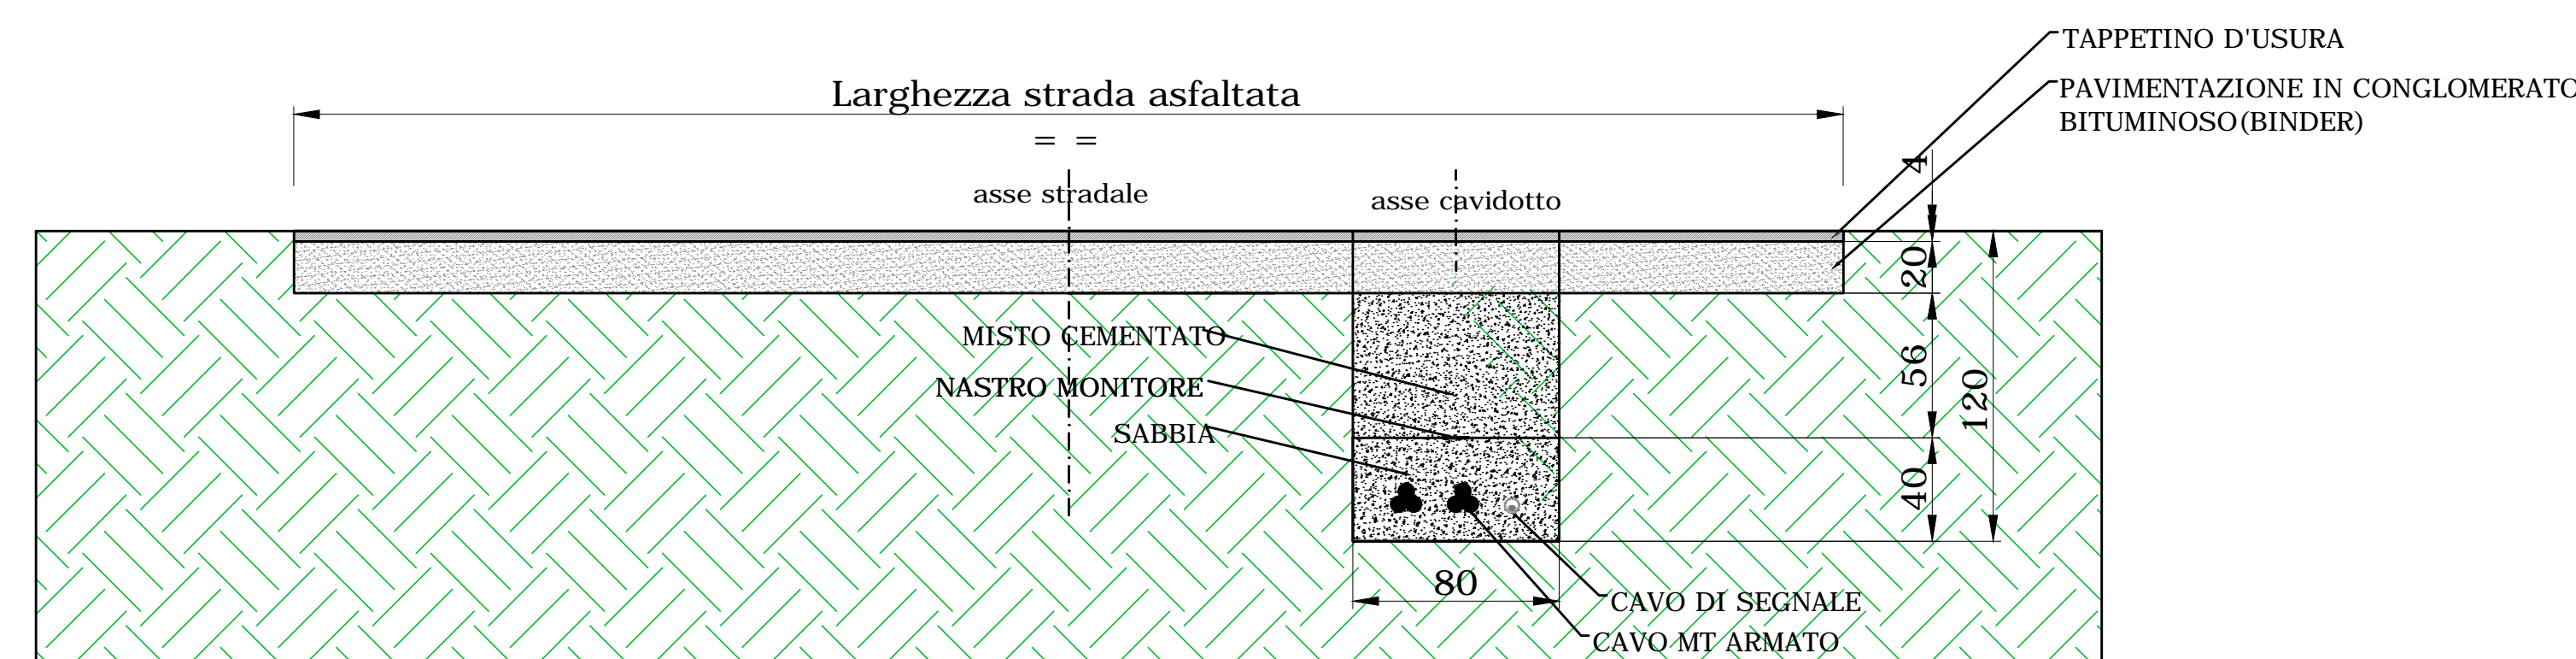 TAPPETINO D'USURA
Larghezza strada asfaltata
PAVIMENTAZIONE IN CONGLOMERATO
BITUMINOSO(BINDER)
= =
4
asse stradale
asse cavidotto
20
MISTO CEMENTATO
56
NASTRO MONITORE
120
SABBIA
40
80
CAVO DI SEGNALE
CAVO MT ARMATO